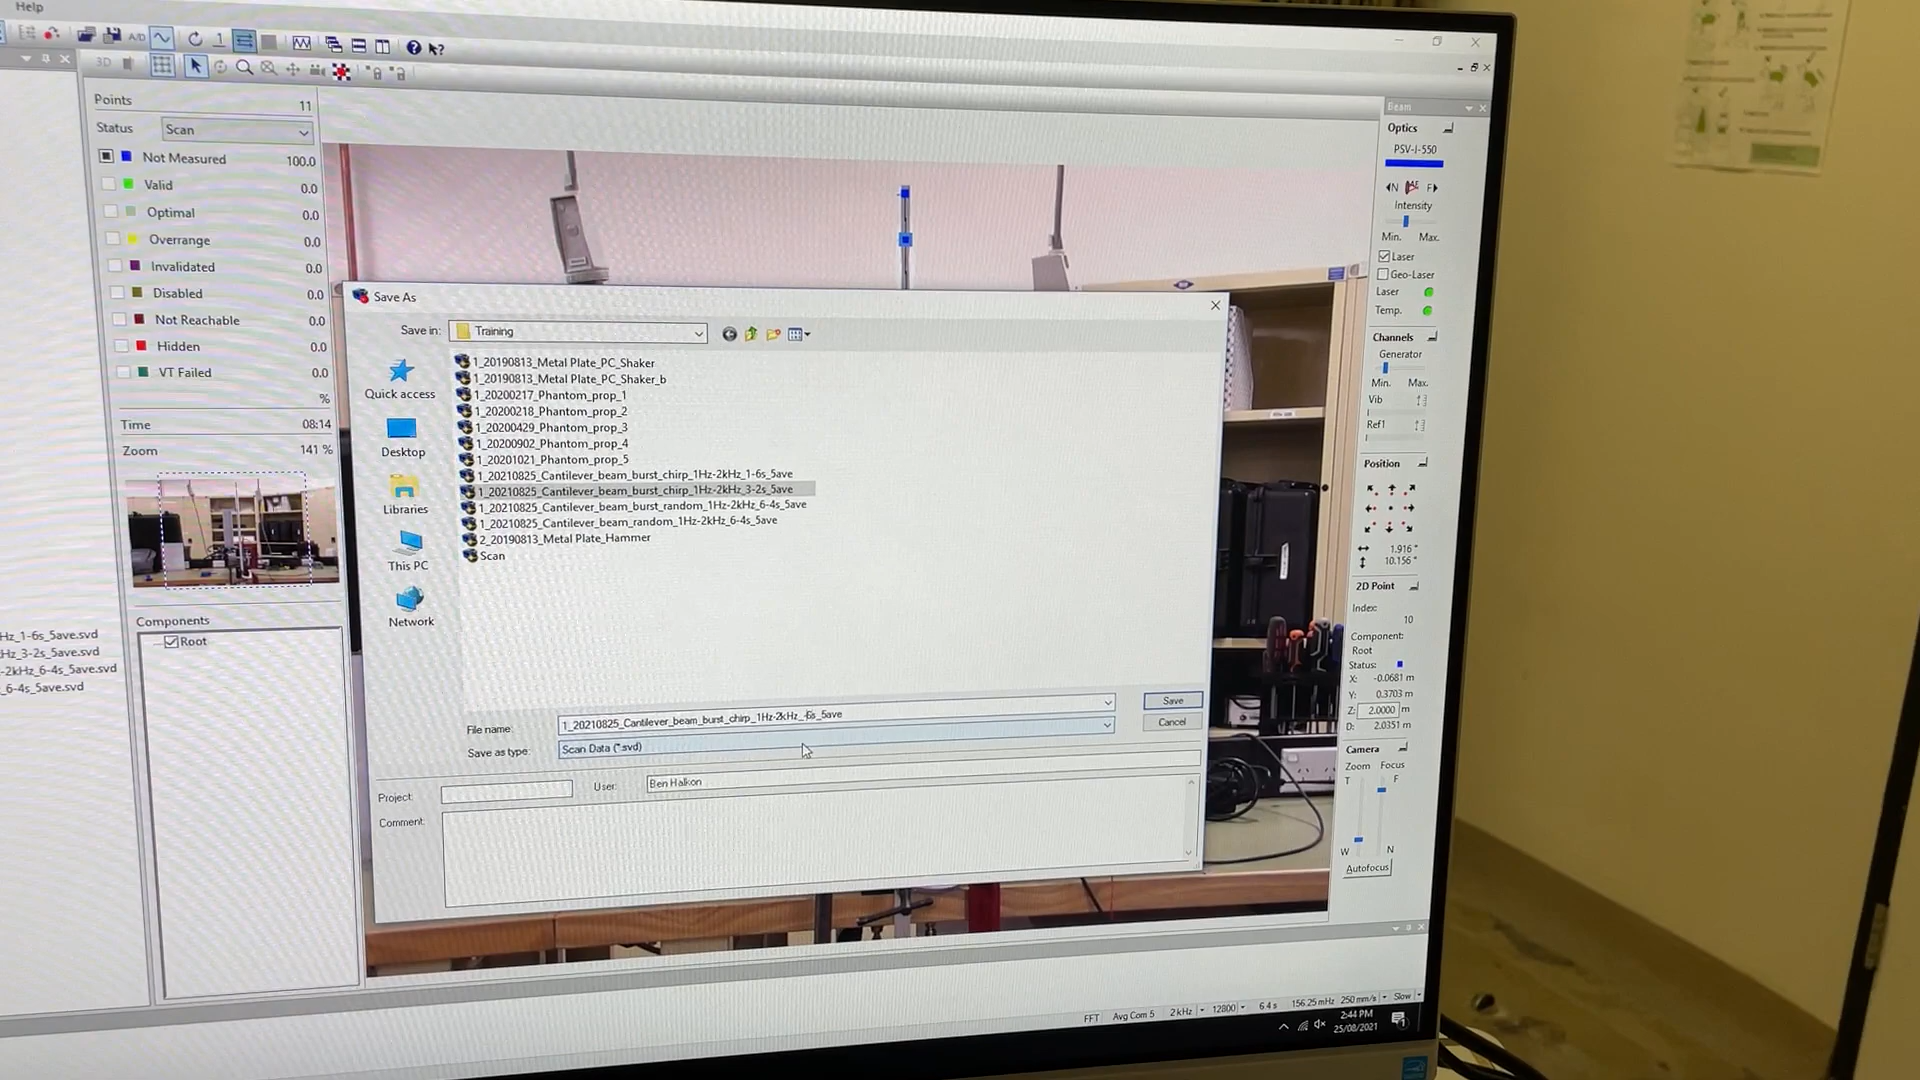 Help
A/D
1
3D
Points 11
Status Scan
Not Measured 100.0
Valid 0.0
Optimal 0.0
Overrange 0.0
Invalidated 0.0
Disabled 0.0
Not Reachable 0.0
Hidden 0.0
VT Failed 0.0
%
Time 08:14
Zoom 141 %
Components
Root
Hz_1-6s_5ave.svd
Hz_3-2s_5ave.svd
-2kHz_6-4s_5ave.svd
_6-4s_5ave.svd
Save As
Save in: Training
Quick access
Desktop
Libraries
This PC
Network
1_20190813_Metal Plate_PC_Shaker
1_20190813_Metal Plate_PC_Shaker_b
1_20200217_Phantom_prop_1
1_20200218_Phantom_prop_2
1_20200429_Phantom_prop_3
1_20200902_Phantom_prop_4
1_20201021_Phantom_prop_5
1_20210825_Cantilever_beam_burst_chirp_1Hz-2kHz_1-6s_5ave
1_20210825_Cantilever_beam_burst_chirp_1Hz-2kHz_3-2s_5ave
1_20210825_Cantilever_beam_burst_random_1Hz-2kHz_6-4s_5ave
1_20210825_Cantilever_beam_random_1Hz-2kHz_6-4s_5ave
2_20190813_Metal Plate_Hammer
Scan
File name: 1_20210825_Cantilever_beam_burst_chirp_1Hz-2kHz_-6s_5ave
Save as type: Scan Data (*.svd)
Save
Cancel
Project:
User: Ben Halkon
Comment:
Beam
Optics
PSV-I-550
N F
Intensity
Min. Max.
Laser
Geo-Laser
Laser
Temp.
Channels
Generator
Min. Max.
Vib
Ref1
Position
1.916 °
10.156 °
2D Point
Index:
10
Component:
Root
Status:
X: -0.0681 m
Y: 0.3703 m
Z: 2.0000 m
D: 2.0351 m
Camera
Zoom Focus
T F
W N
Autofocus
FFT Avg Com 5 2 kHz 12800 6.4 s 156.25 mHz 250 mm/s Slow
2:44 PM
25/08/2021
1